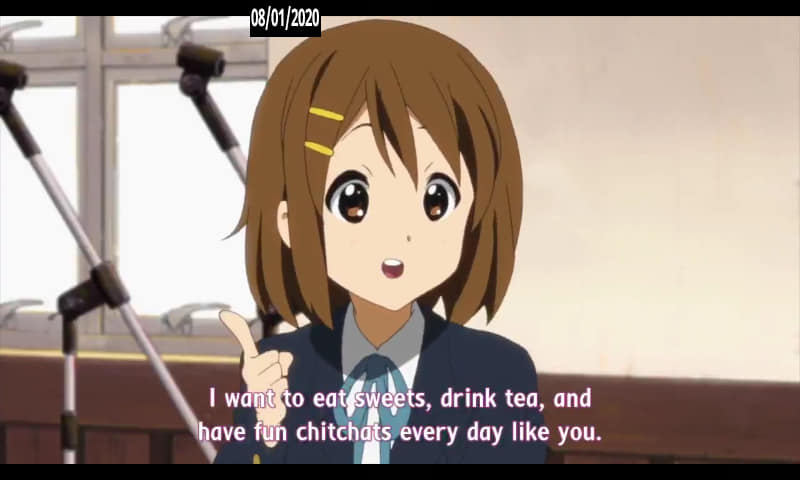 08/01/2020
I want to eat sweets, drink tea, and
have fun chitchats every day like you.